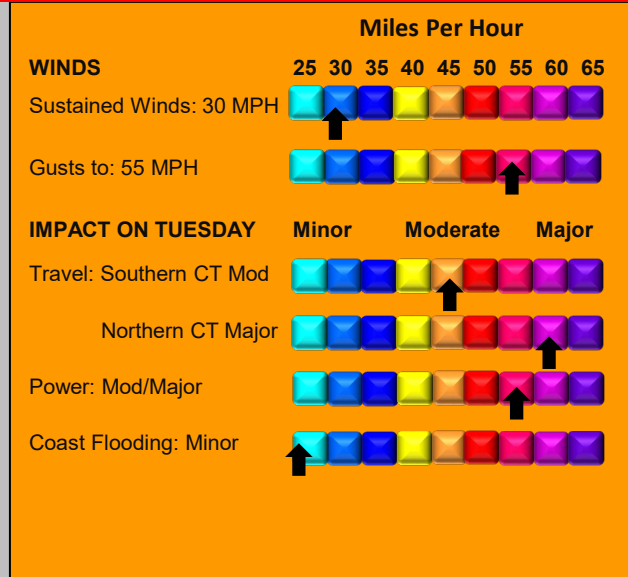 Miles Per Hour
WINDS 25 30 35 40 45 50 55 60 65
Sustained Winds: 30 MPH
Gusts to: 55 MPH
IMPACT ON TUESDAY Minor Moderate Major
Travel: Southern CT Mod
Northern CT Major
Power: Mod/Major
Coast Flooding: Minor